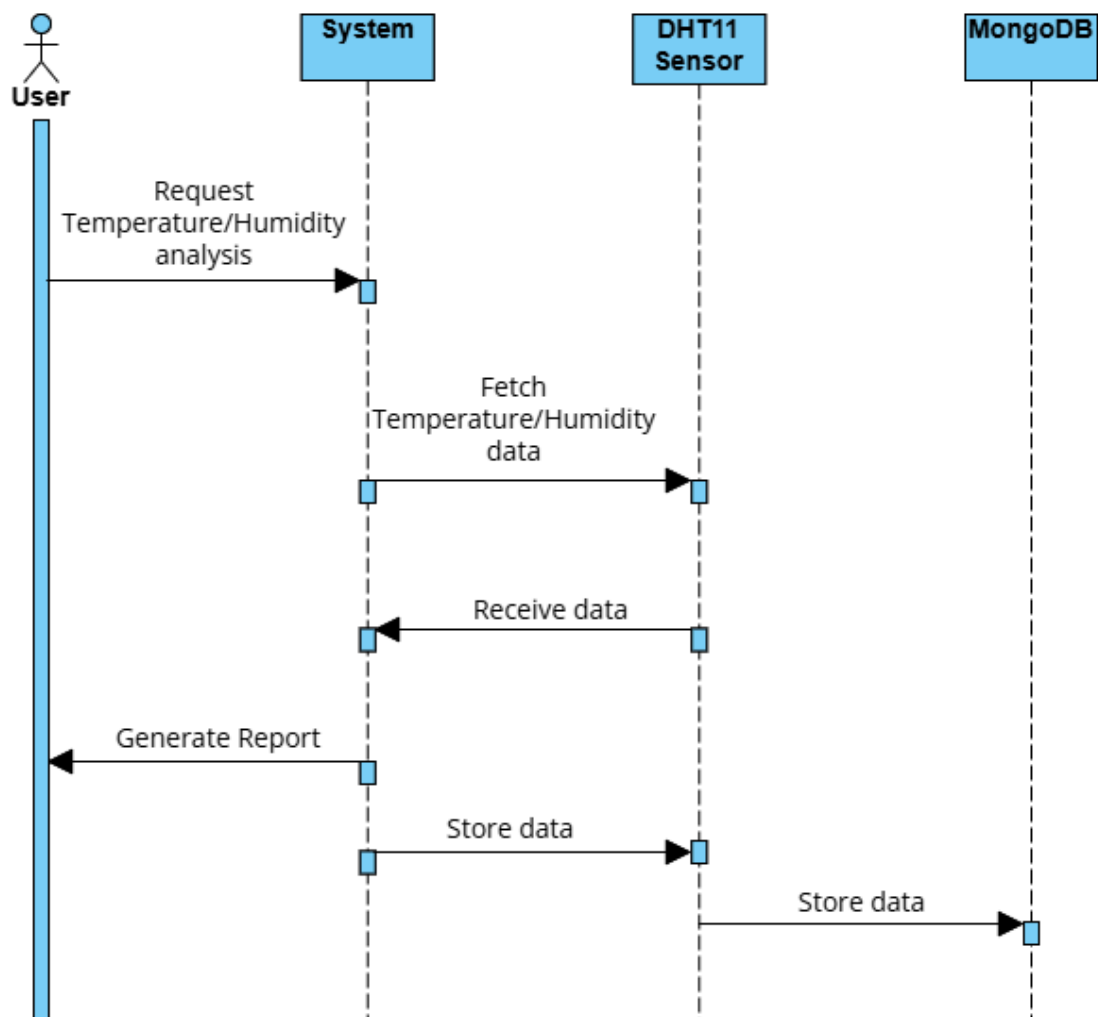 System
DHT11
Sensor
MongoDB
User
Request
Temperature/Humidity
analysis
Fetch
Temperature/Humidity
data
Receive data
Generate Report
Store data
Store data